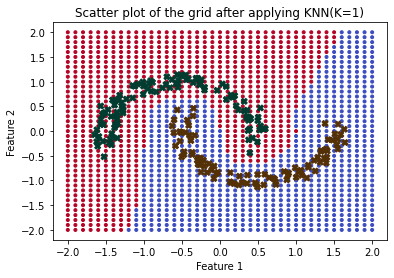 Scatter plot of the grid after applying KNN(K=1)
2.0
1.5
1.0
0.5
0.0
−0.5
−1.0
−1.5
−2.0
Feature 2
−2.0 −1.5 −1.0 −0.5 0.0 0.5 1.0 1.5 2.0
Feature 1